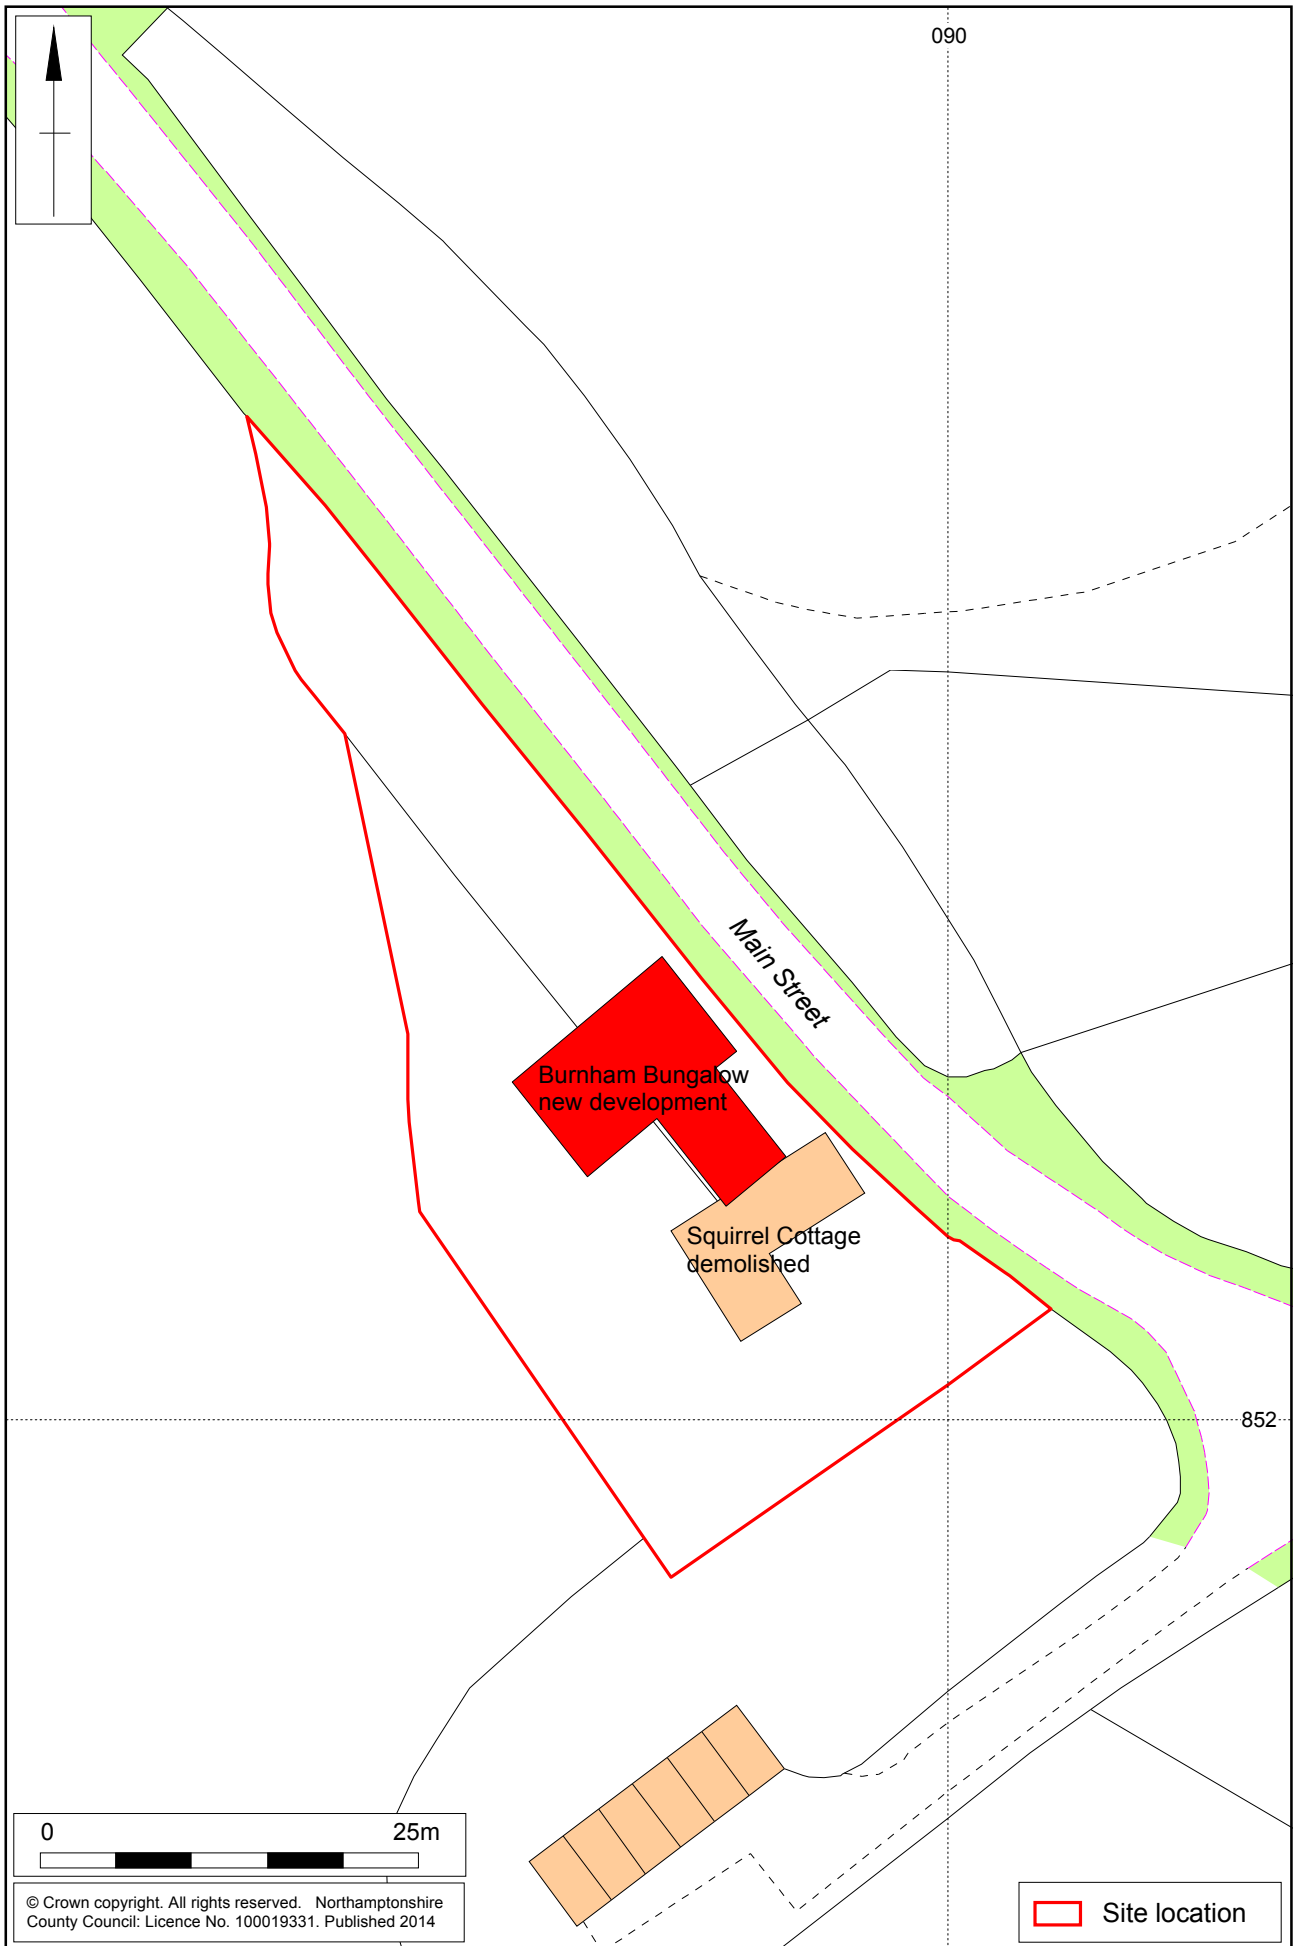 090
Main Street
Burnham Bungalow
new development
Squirrel Cottage
demolished
852
0 25m
© Crown copyright. All rights reserved. Northamptonshire
County Council: Licence No. 100019331. Published 2014
Site location